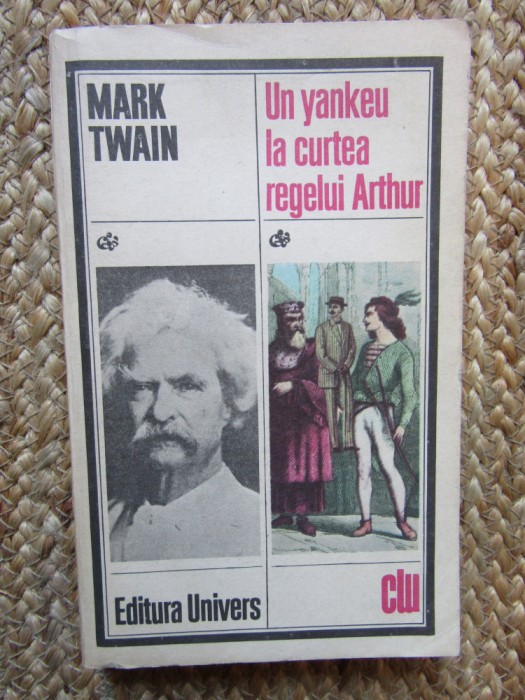 MARK
TWAIN
Un yankeu
la curtea
regelui Arthur
Editura Univers
clu